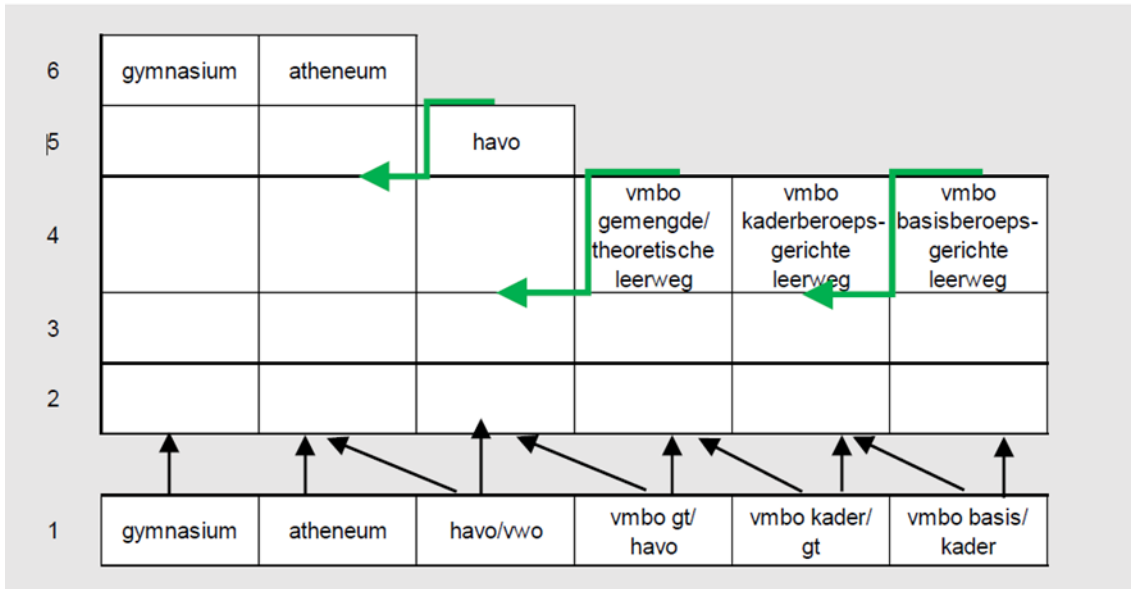 6
gymnasium
atheneum
5
havo
4
vmbo
gemengde/
theoretische
leerweg
vmbo
kaderberoeps-
gerichte
leerweg
vmbo
basisberoeps-
gerichte
leerweg
3
2
1
gymnasium
atheneum
havo/vwo
vmbo gt/
havo
vmbo kader/
gt
vmbo basis/
kader